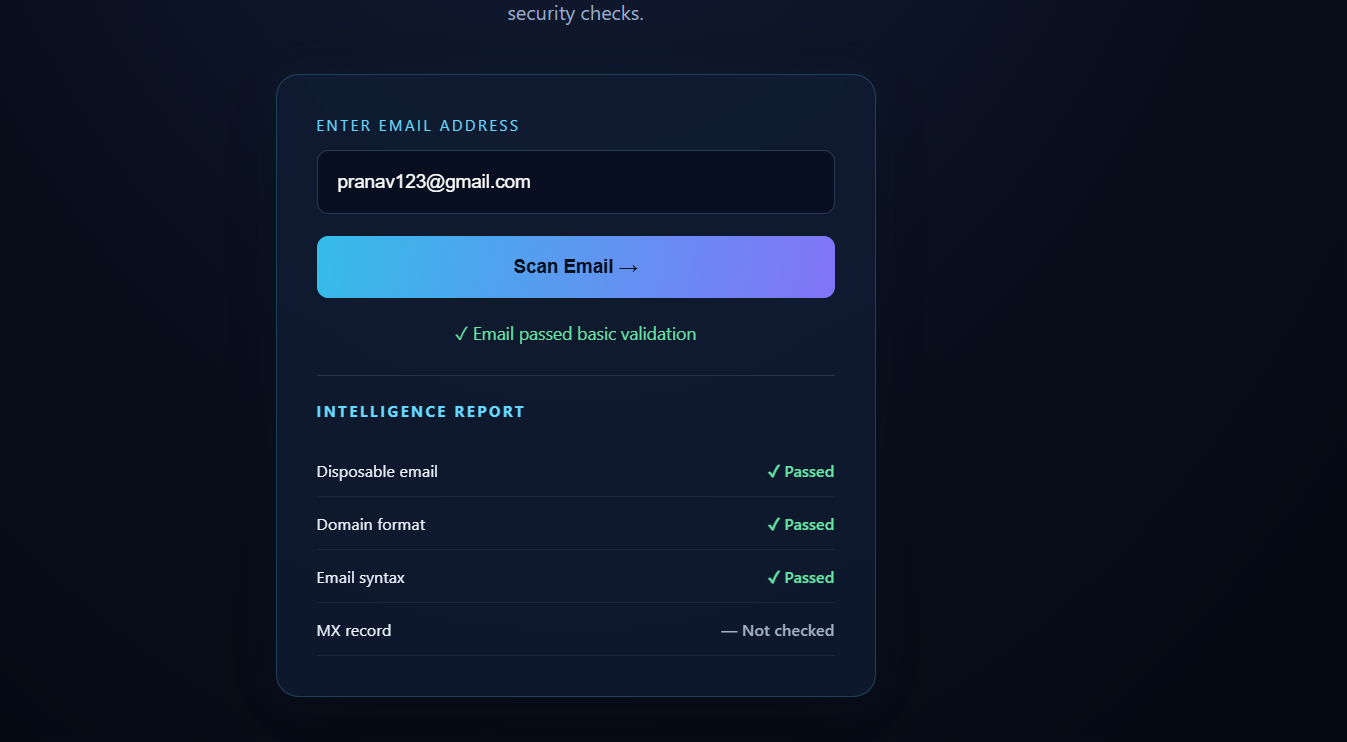 security checks.
ENTER EMAIL ADDRESS
pranav123@gmail.com
Scan Email →
✓ Email passed basic validation
INTELLIGENCE REPORT
Disposable email ✓ Passed
Domain format ✓ Passed
Email syntax ✓ Passed
MX record — Not checked